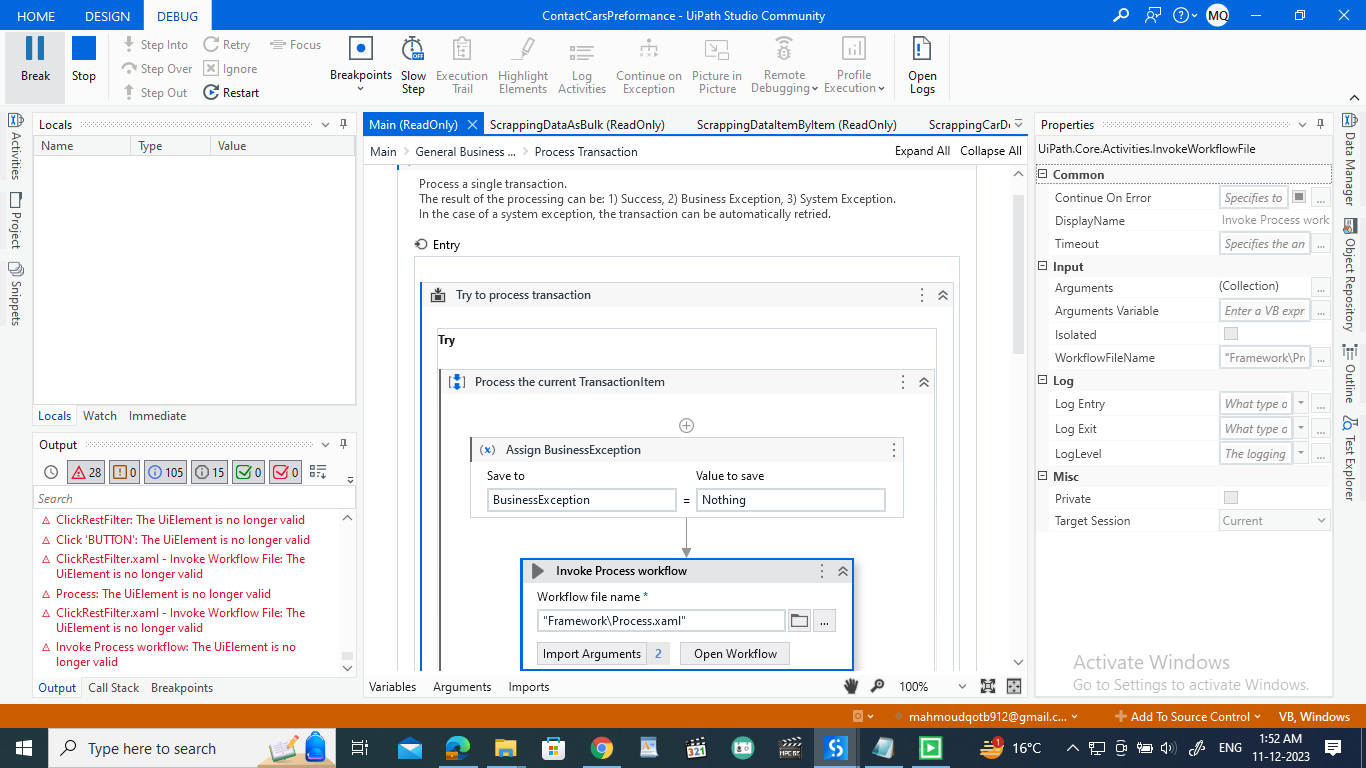 HOME
DESIGN
DEBUG
ContactCarsPreformance - UiPath Studio Community
MQ
Break
Stop
Step Into
Step Over
Step Out
Retry
Ignore
Restart
Focus
Breakpoints
Slow Step
OFF
Execution Trail
Highlight Elements
Log Activities
Continue on Exception
Picture in Picture
Remote Debugging
Profile Execution
Open Logs
Activities
Project
Snippets
Locals
Name Type Value
Locals Watch Immediate
Output
28 0 105 15 0 0
Search
ClickRestFilter: The UiElement is no longer valid
Click 'BUTTON': The UiElement is no longer valid
ClickRestFilter.xaml - Invoke Workflow File: The
UiElement is no longer valid
Process: The UiElement is no longer valid
ClickRestFilter.xaml - Invoke Workflow File: The
UiElement is no longer valid
Invoke Process workflow: The UiElement is no
longer valid
Output Call Stack Breakpoints
Main (ReadOnly)
ScrappingDataAsBulk (ReadOnly)
ScrappingDataItemByItem (ReadOnly)
Main > General Business ... > Process Transaction
Expand All Collapse All
Process a single transaction.
The result of the processing can be: 1) Success, 2) Business Exception, 3) System Exception.
In the case of a system exception, the transaction can be automatically retried.
Entry
Try to process transaction
Try
Process the current TransactionItem
(x) Assign BusinessException
Save to Value to save
BusinessException = Nothing
Invoke Process workflow
Workflow file name *
"Framework\Process.xaml"
...
Import Arguments 2
Open Workflow
Variables Arguments Imports
100%
Properties
UiPath.Core.Activities.InvokeWorkflowFile
Common
Continue On Error Specifies to ...
DisplayName Invoke Process work
Timeout Specifies the am ...
Input
Arguments (Collection) ...
Arguments Variable Enter a VB expr ...
Isolated
WorkflowFileName "Framework\Pr ...
Log
Log Entry What type o ...
Log Exit What type o ...
LogLevel The logging ...
Misc
Private
Target Session Current
Data Manager
Object Repository
Outline
Test Explorer
Activate Windows
Go to Settings to activate Windows.
mahmoudqotb912@gmail.c...
Add To Source Control
VB, Windows
Type here to search
321
1
16°C
ENG
1:52 AM
11-12-2023